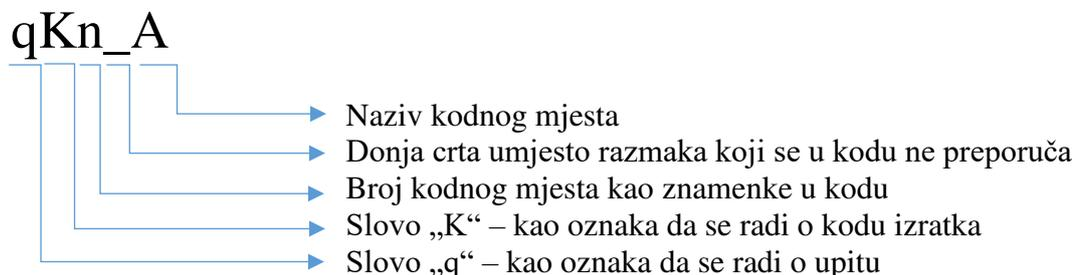 qKn_A
Naziv kodnog mjesta
Donja crta umjesto razmaka koji se u kodu ne preporuča
Broj kodnog mjesta kao znamenke u kodu
Slovo „K“ – kao oznaka da se radi o kodu izratka
Slovo „q“ – kao oznaka da se radi o upitu